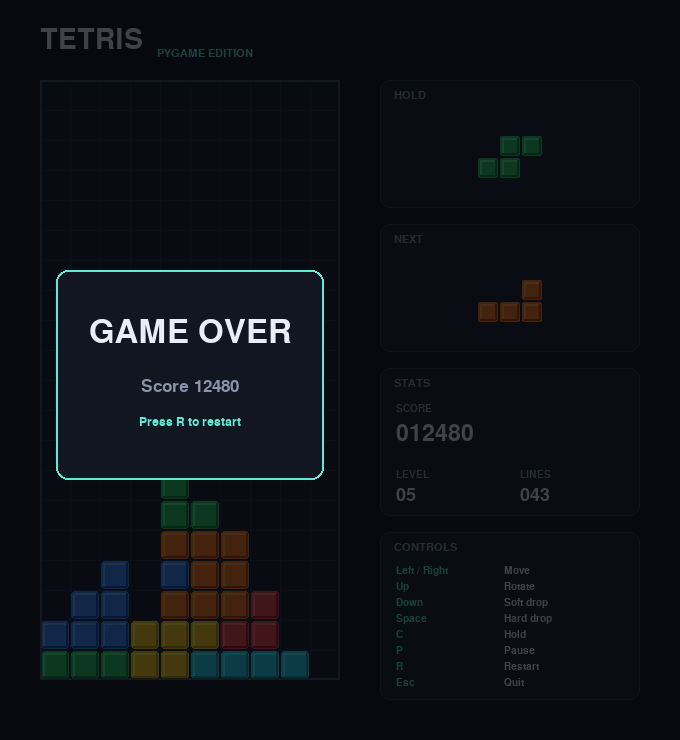 TETRIS
PYGAME EDITION
HOLD
NEXT
GAME OVER
Score 12480
Press R to restart
STATS
SCORE
012480
LEVEL LINES
05 043
CONTROLS
Left / Right Move
Up Rotate
Down Soft drop
Space Hard drop
C Hold
P Pause
R Restart
Esc Quit